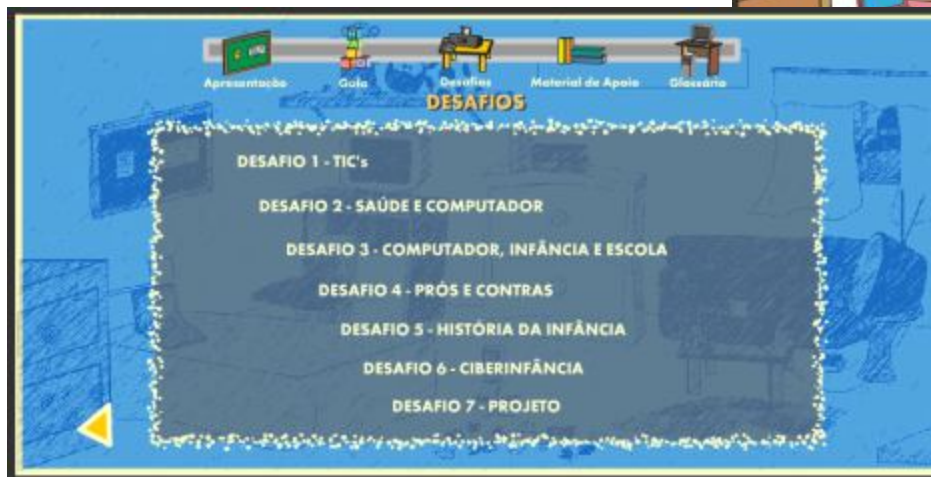 Apresentação Guia Desafios Material de Apoio Glossário
DESAFIOS
DESAFIO 1 - TIC's
DESAFIO 2 - SAÚDE E COMPUTADOR
DESAFIO 3 - COMPUTADOR, INFÂNCIA E ESCOLA
DESAFIO 4 - PRÓS E CONTRAS
DESAFIO 5 - HISTÓRIA DA INFÂNCIA
DESAFIO 6 - CIBERINFÂNCIA
DESAFIO 7 - PROJETO